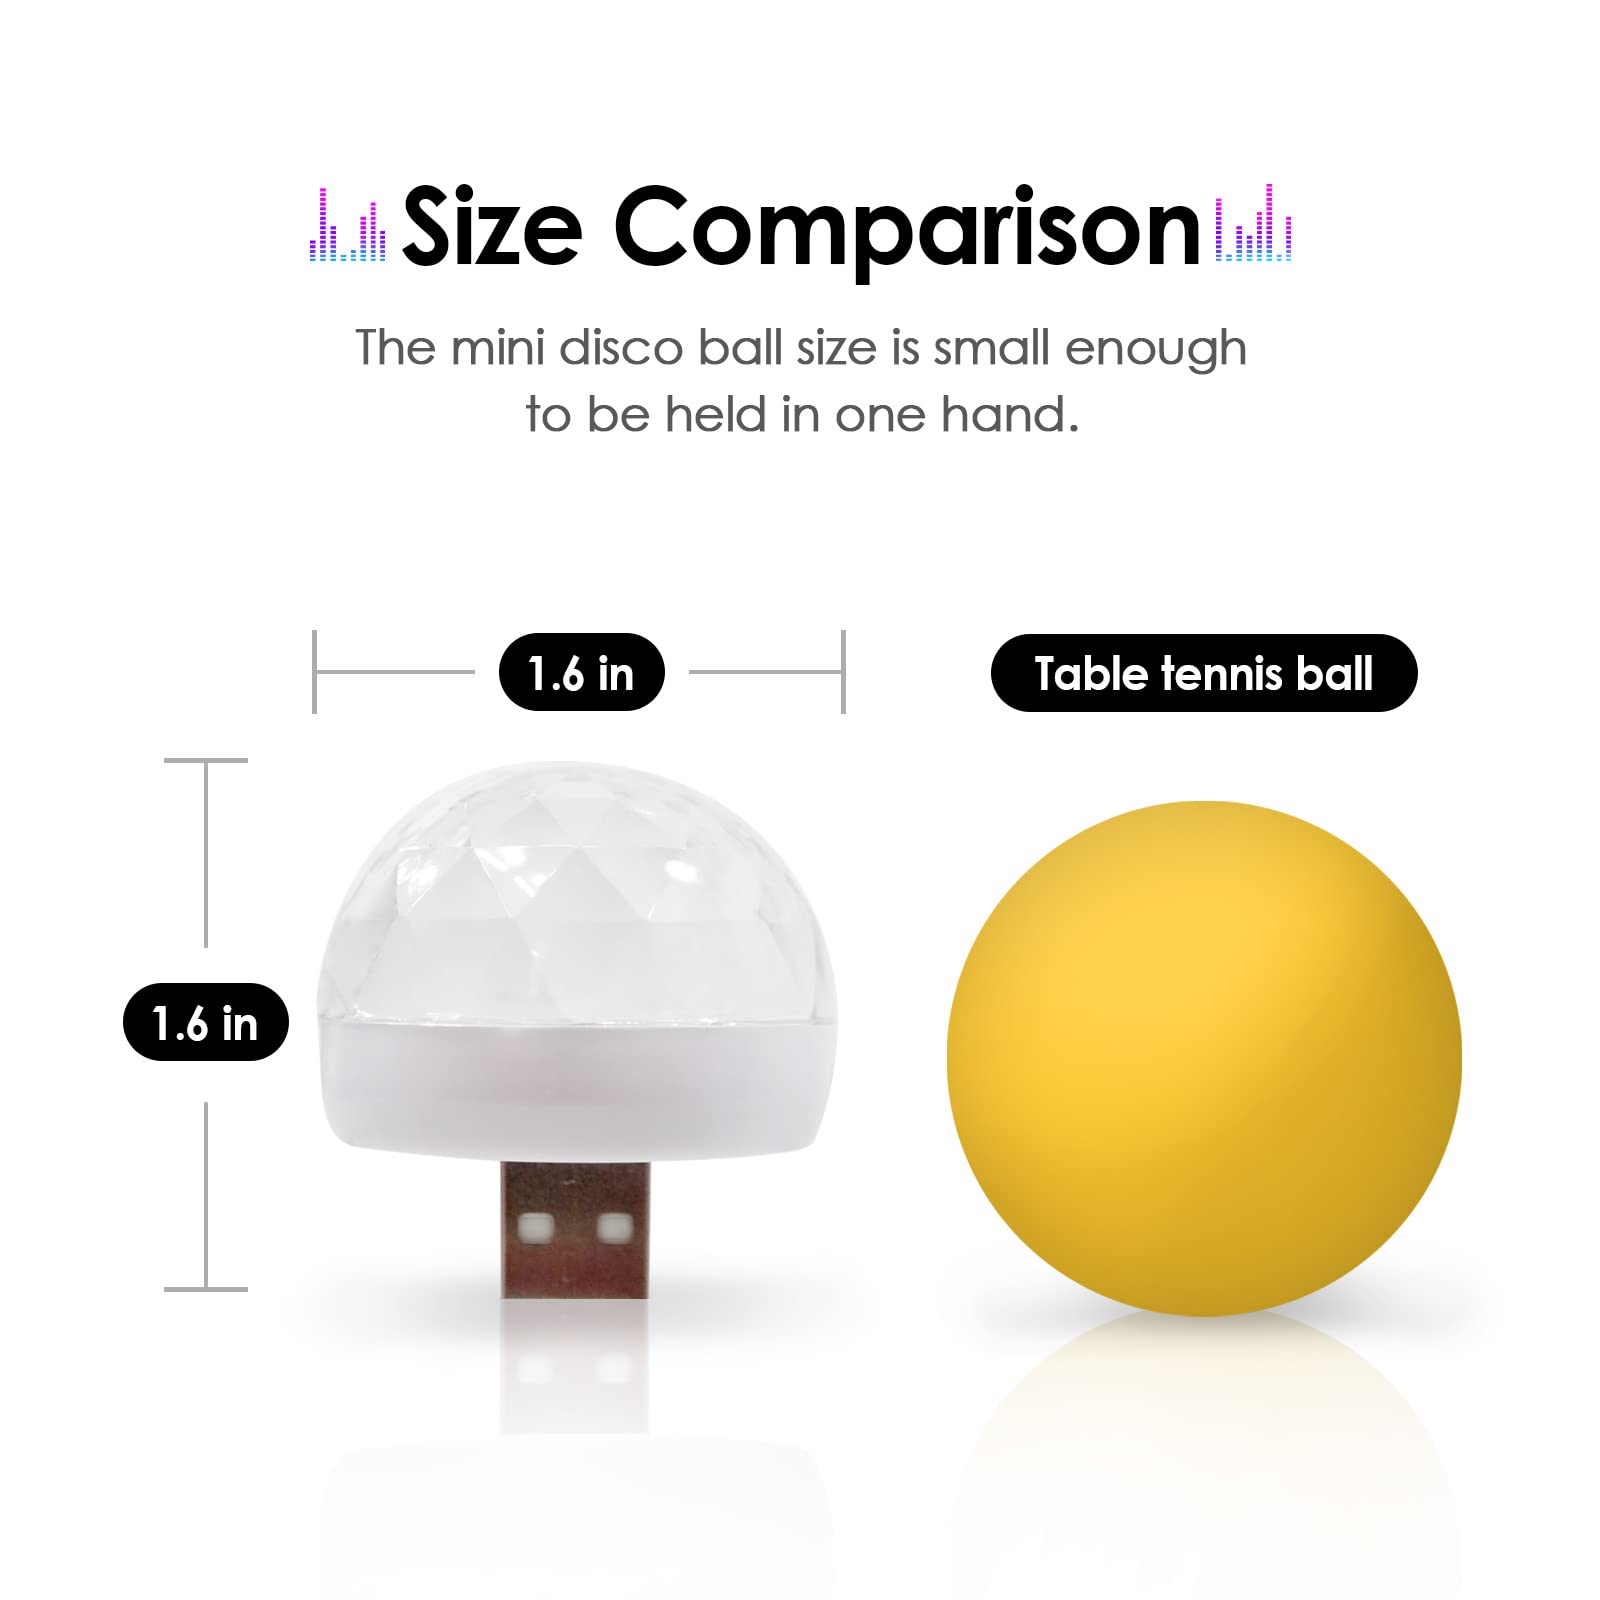 Size Comparison
The mini disco ball size is small enough
to be held in one hand.
1.6 in
Table tennis ball
1.6 in